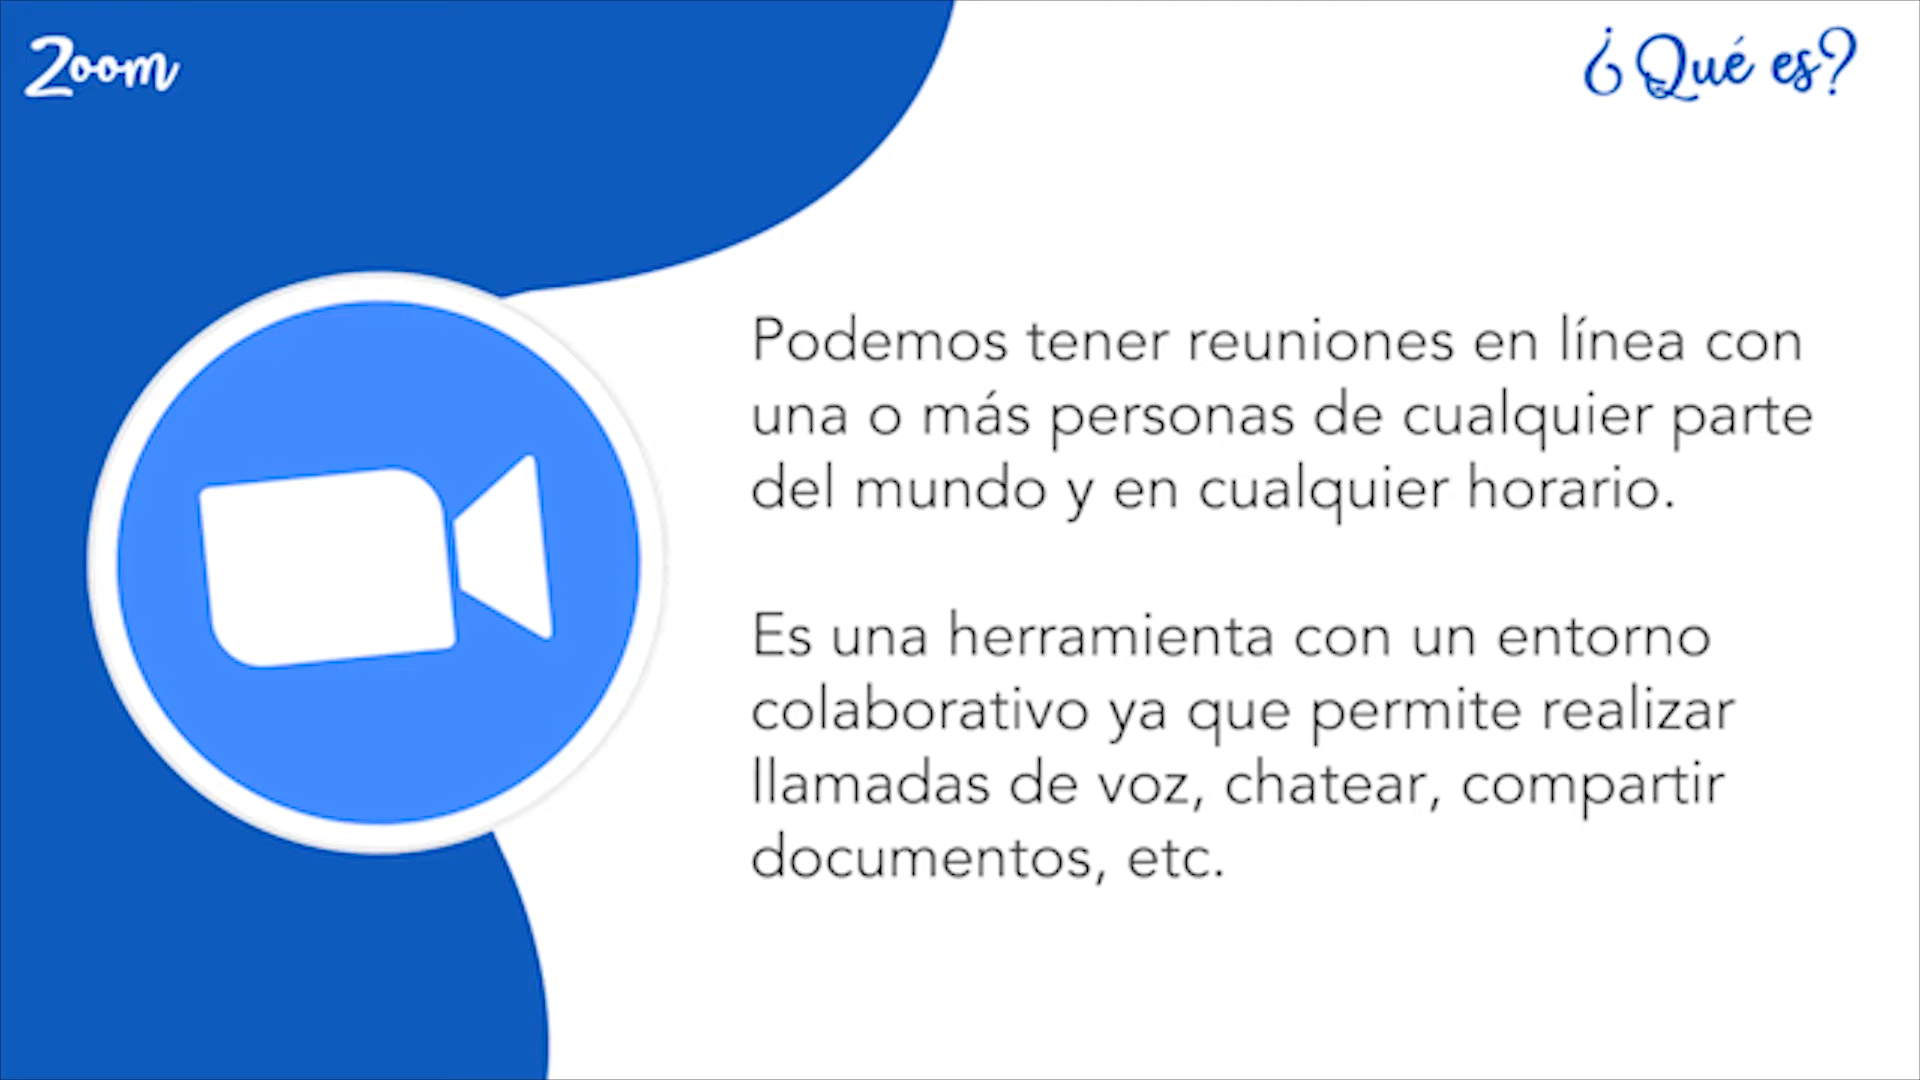 Zoom
¿Qué es?
Podemos tener reuniones en línea con
una o más personas de cualquier parte
del mundo y en cualquier horario.
Es una herramienta con un entorno
colaborativo ya que permite realizar
llamadas de voz, chatear, compartir
documentos, etc.